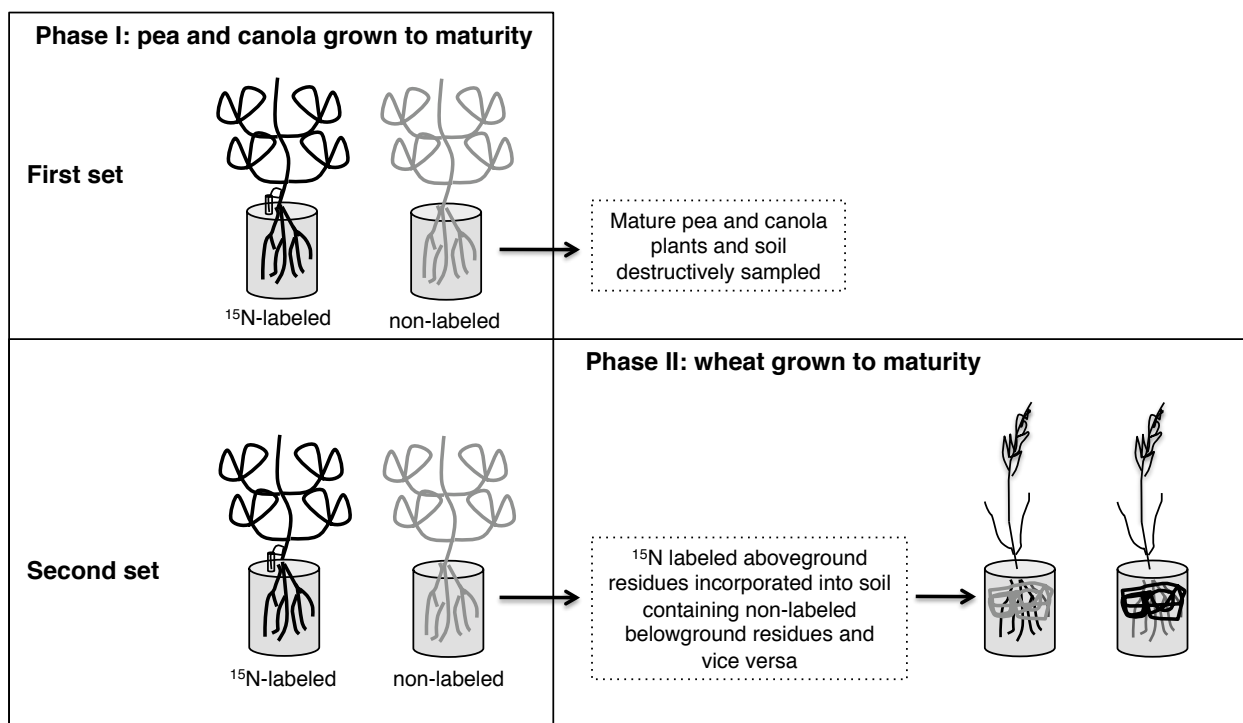 Phase I: pea and canola grown to maturity
First set
¹⁵N-labeled
non-labeled
Mature pea and canola
plants and soil
destructively sampled
Phase II: wheat grown to maturity
Second set
¹⁵N-labeled
non-labeled
¹⁵N labeled aboveground
residues incorporated into soil
containing non-labeled
belowground residues and
vice versa